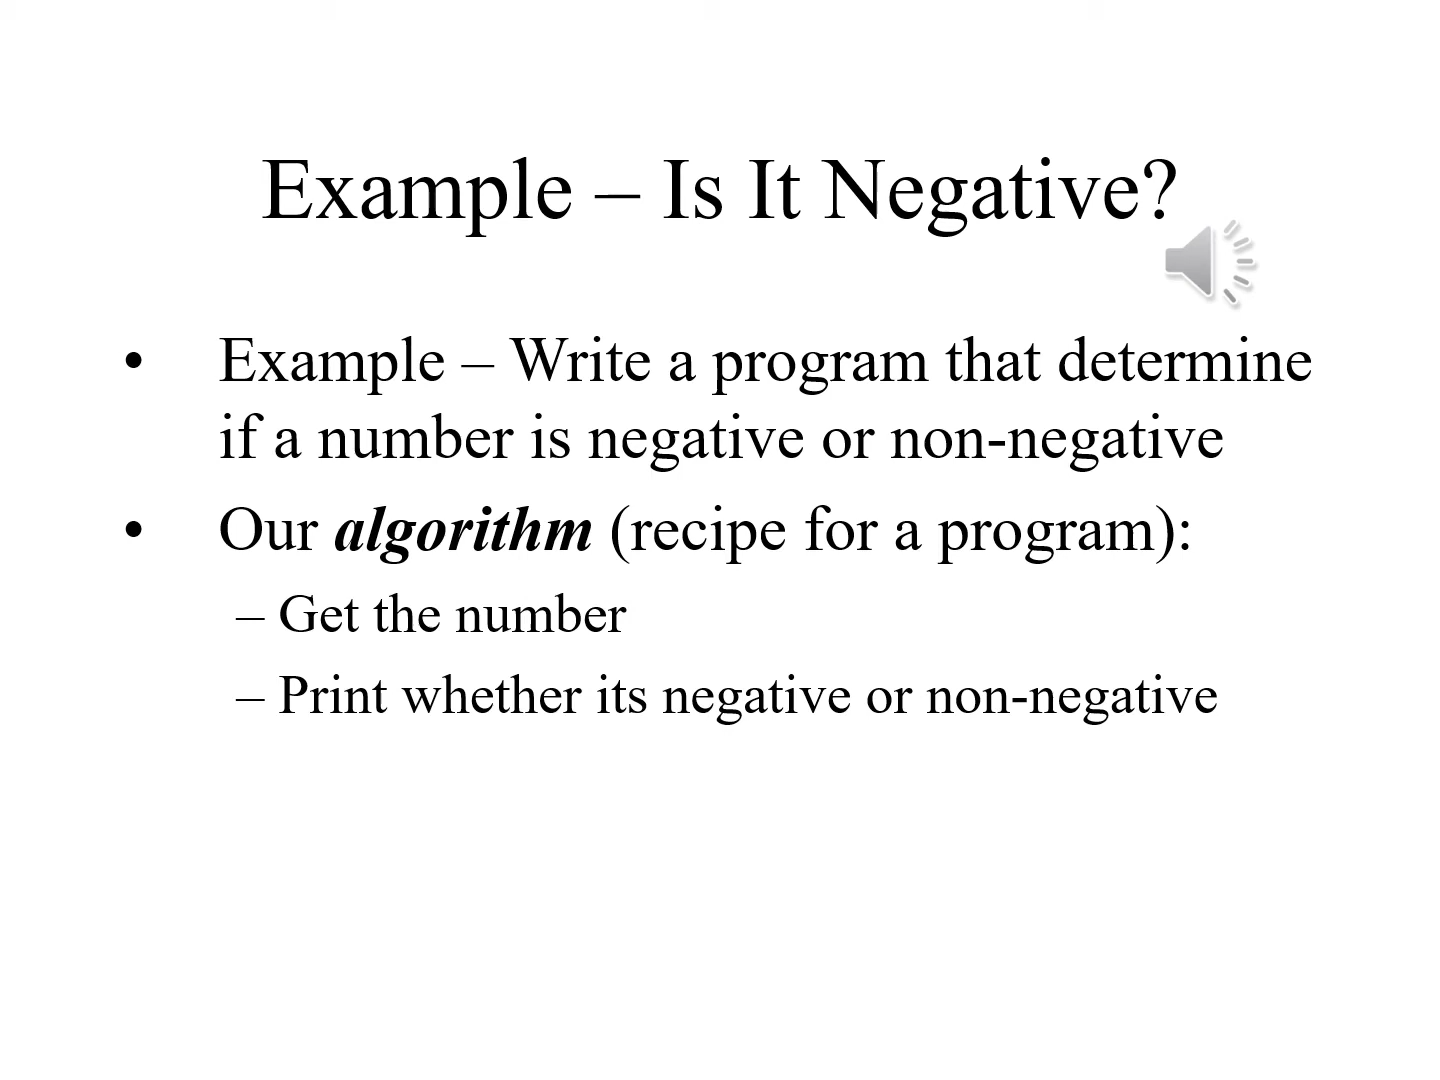 Example – Is It Negative?
• Example – Write a program that determine
if a number is negative or non-negative
• Our algorithm (recipe for a program):
– Get the number
– Print whether its negative or non-negative